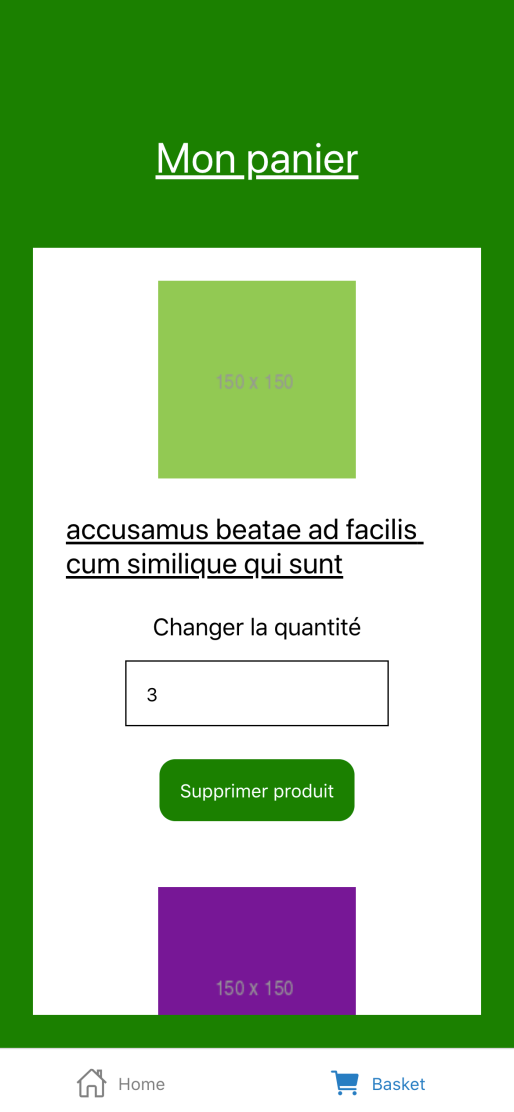 Mon panier
150 x 150
accusamus beatae ad facilis
cum similique qui sunt
Changer la quantité
3
Supprimer produit
150 x 150
Home
Basket